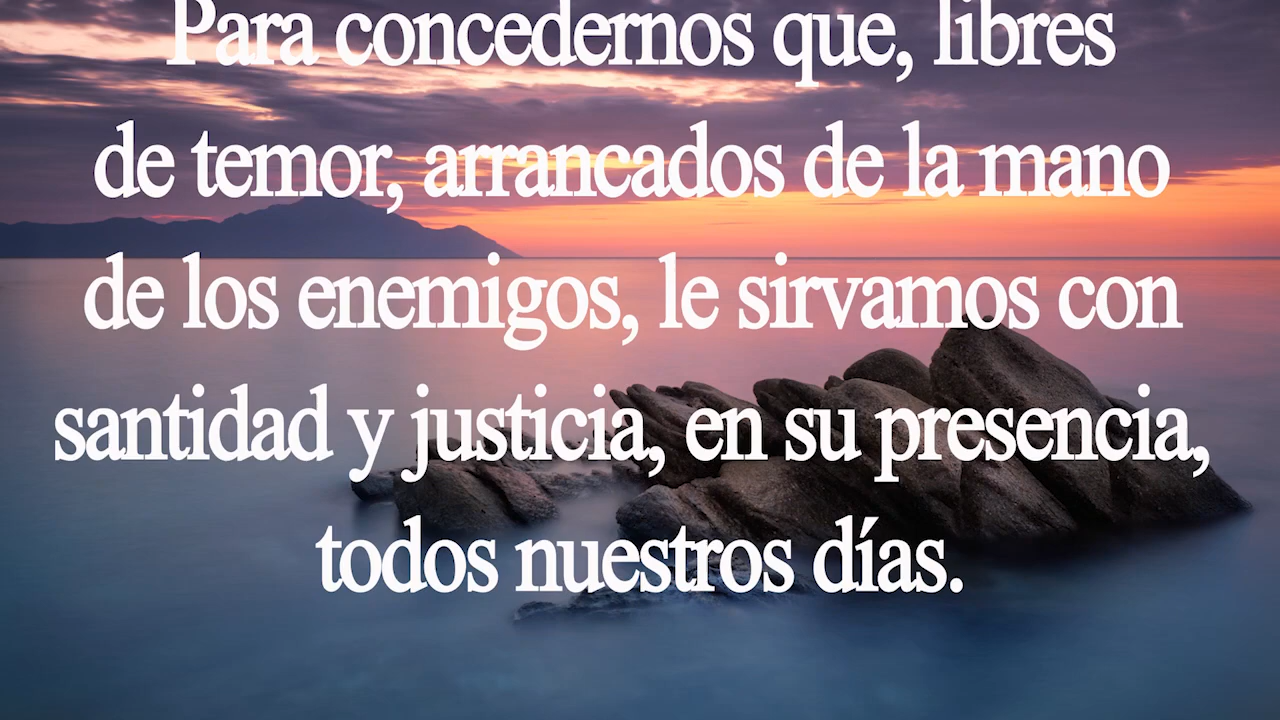 Para concedernos que, libres
de temor, arrancados de la mano
de los enemigos, le sirvamos con
santidad y justicia, en su presencia,
todos nuestros días.